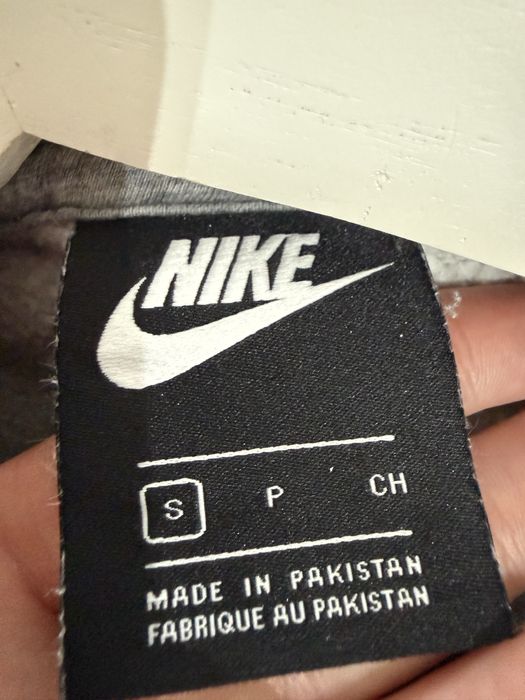 NIKE
S P CH
MADE IN PAKISTAN
FABRIQUE AU PAKISTAN